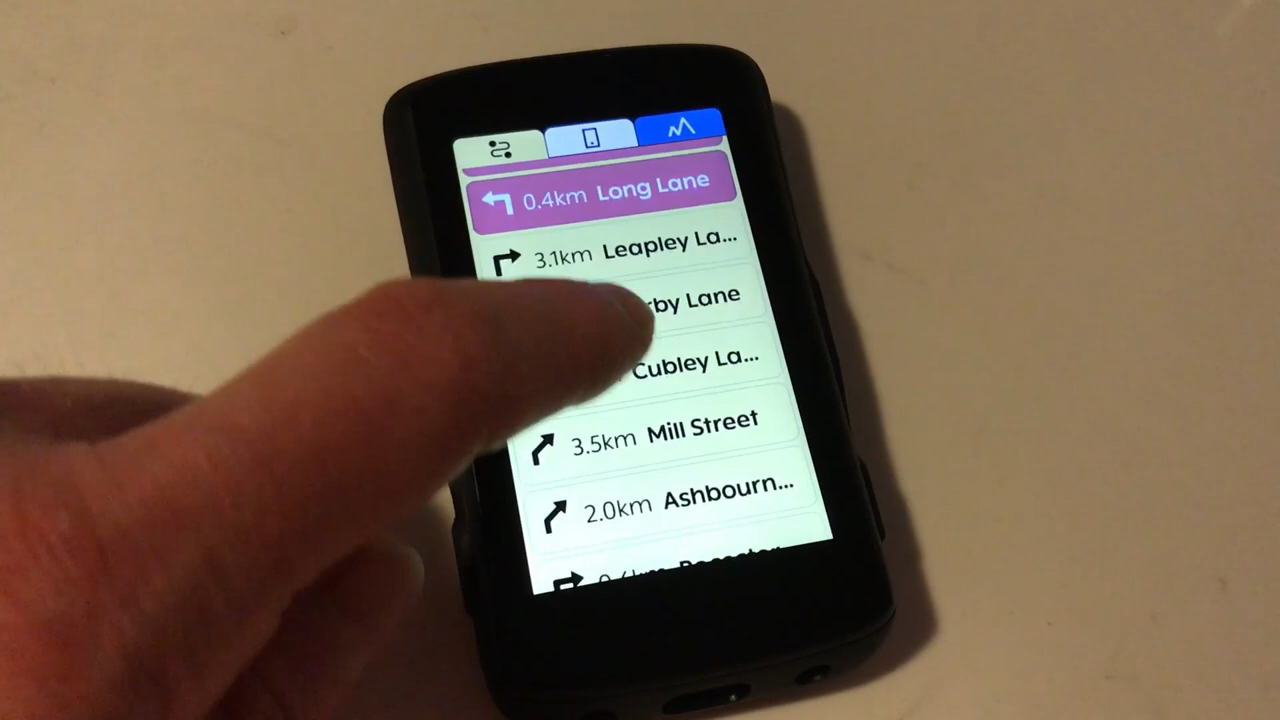 0.4km Long Lane
3.1km Leapley La...
rby Lane
Cubley La...
3.5km Mill Street
2.0km Ashbourn...